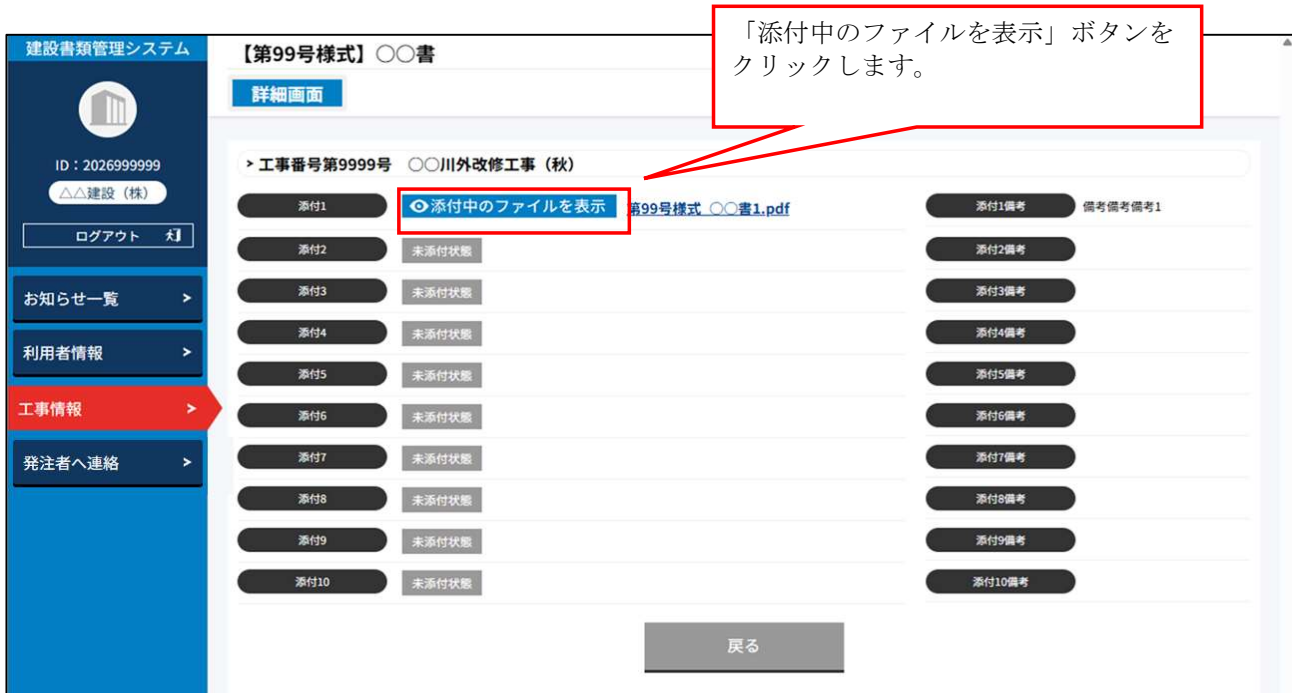 「添付中のファイルを表示」ボタンを
クリックします。
建設書類管理システム
ID：2026999999
△△建設（株）
ログアウト
お知らせ一覧 >
利用者情報 >
工事情報 >
発注者へ連絡 >
【第99号様式】〇〇書
詳細画面
> 工事番号第9999号 〇〇川外改修工事（秋）
添付1 添付中のファイルを表示 第99号様式_〇〇書1.pdf 添付1備考 備考備考備考1
添付2 未添付状態 添付2備考
添付3 未添付状態 添付3備考
添付4 未添付状態 添付4備考
添付5 未添付状態 添付5備考
添付6 未添付状態 添付6備考
添付7 未添付状態 添付7備考
添付8 未添付状態 添付8備考
添付9 未添付状態 添付9備考
添付10 未添付状態 添付10備考
戻る